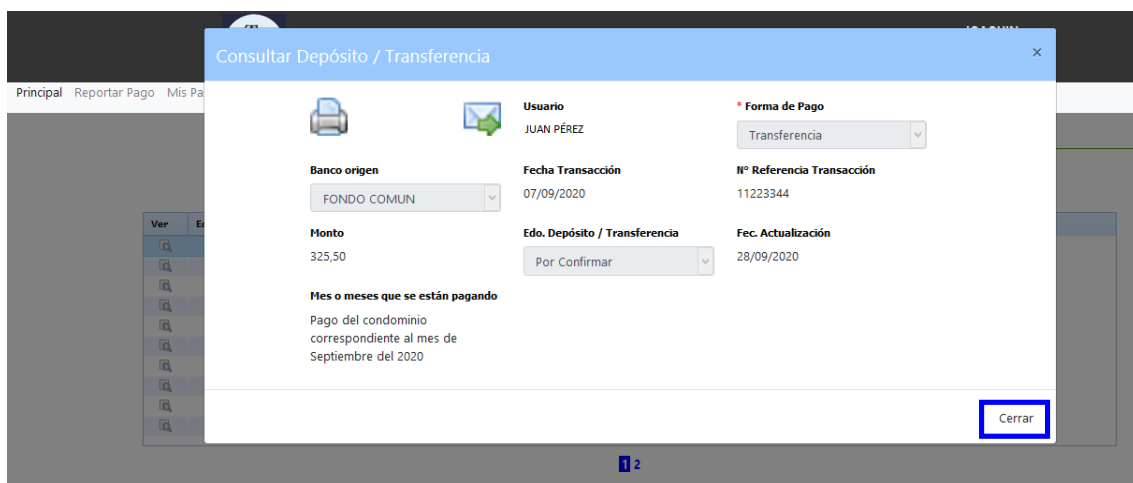 Consultar Depósito / Transferencia
×
Principal Reportar Pago Mis Pa
Usuario
JUAN PÉREZ
* Forma de Pago
Transferencia
Banco origen
FONDO COMUN
Fecha Transacción
07/09/2020
Nº Referencia Transacción
11223344
Ver
Monto
325,50
Edo. Depósito / Transferencia
Por Confirmar
Fec. Actualización
28/09/2020
Mes o meses que se están pagando
Pago del condominio
correspondiente al mes de
Septiembre del 2020
Cerrar
1 2